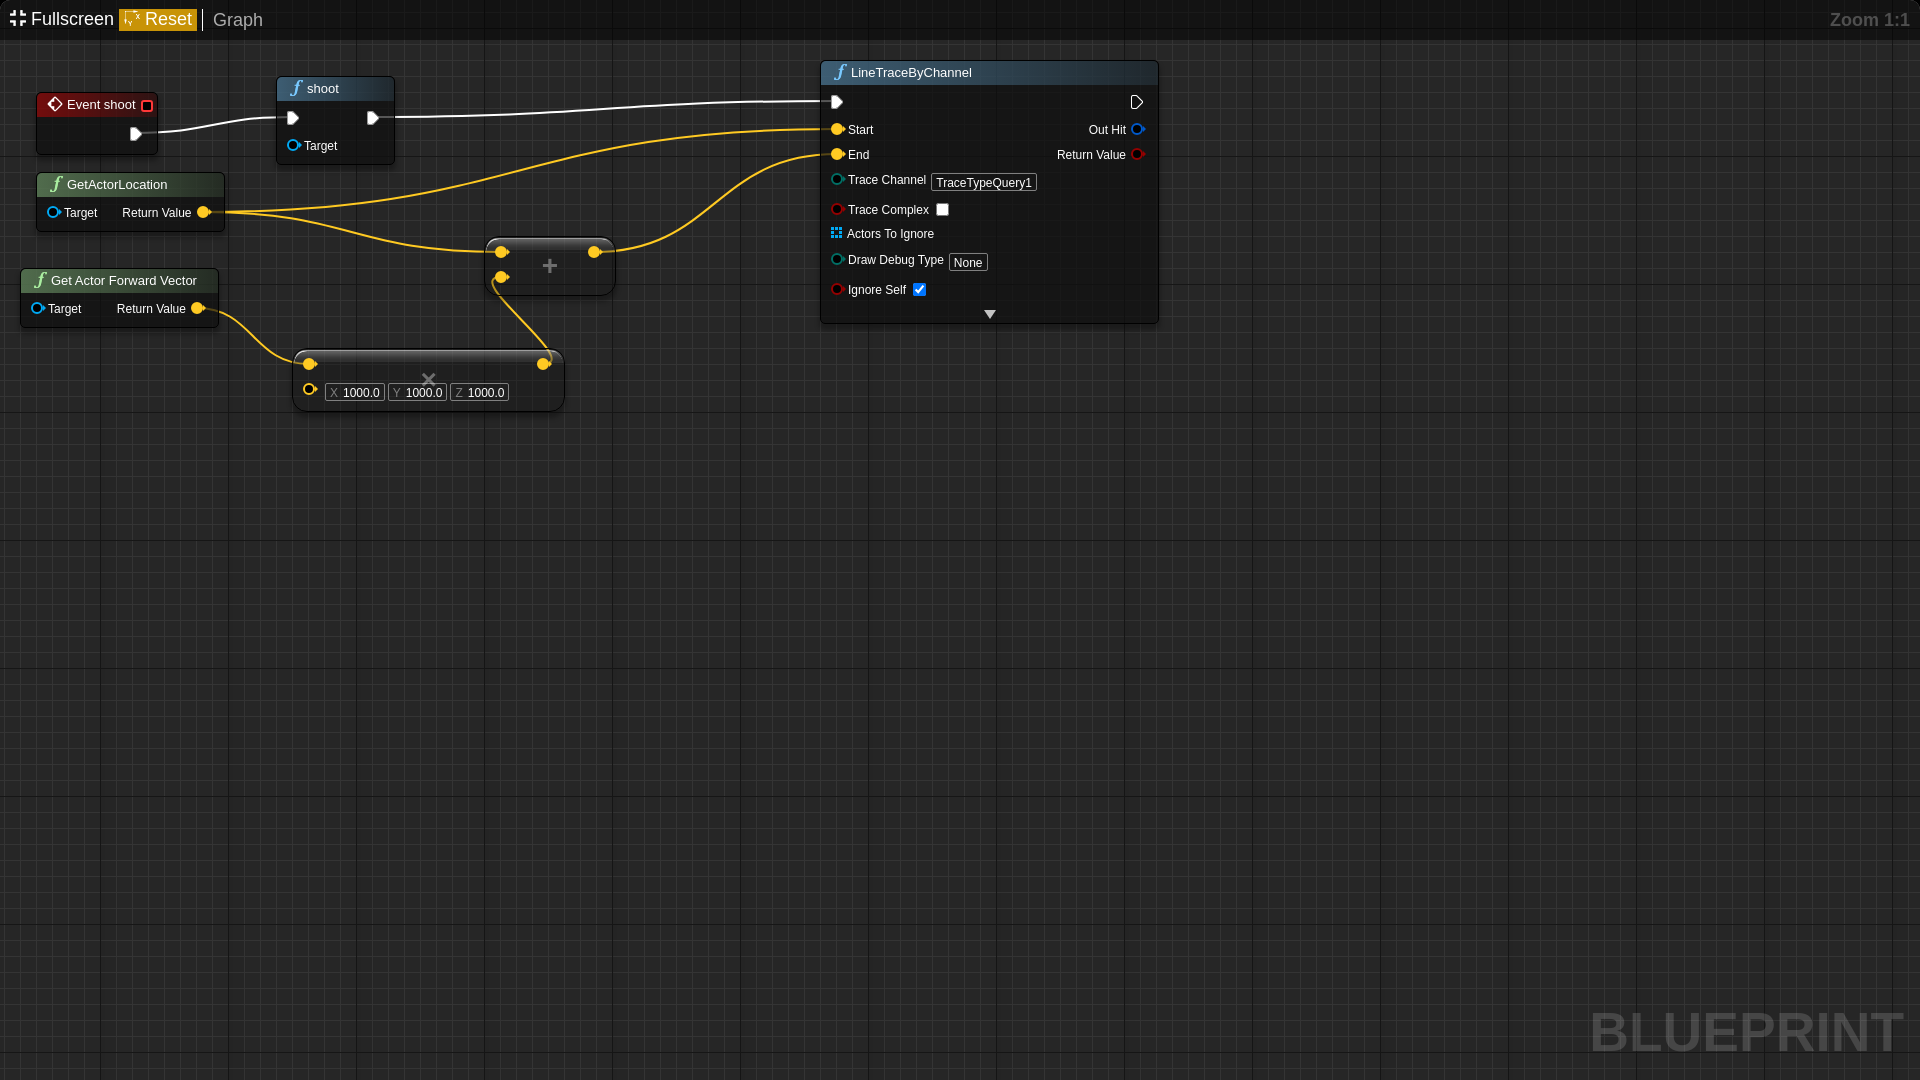 Fullscreen Reset Graph Zoom 1:1
Event shoot
shoot
Target
GetActorLocation
Target Return Value
Get Actor Forward Vector
Target Return Value
+
×
X 1000.0 Y 1000.0 Z 1000.0
LineTraceByChannel
Start Out Hit
End Return Value
Trace Channel TraceTypeQuery1
Trace Complex
Actors To Ignore
Draw Debug Type None
Ignore Self
BLUEPRINT